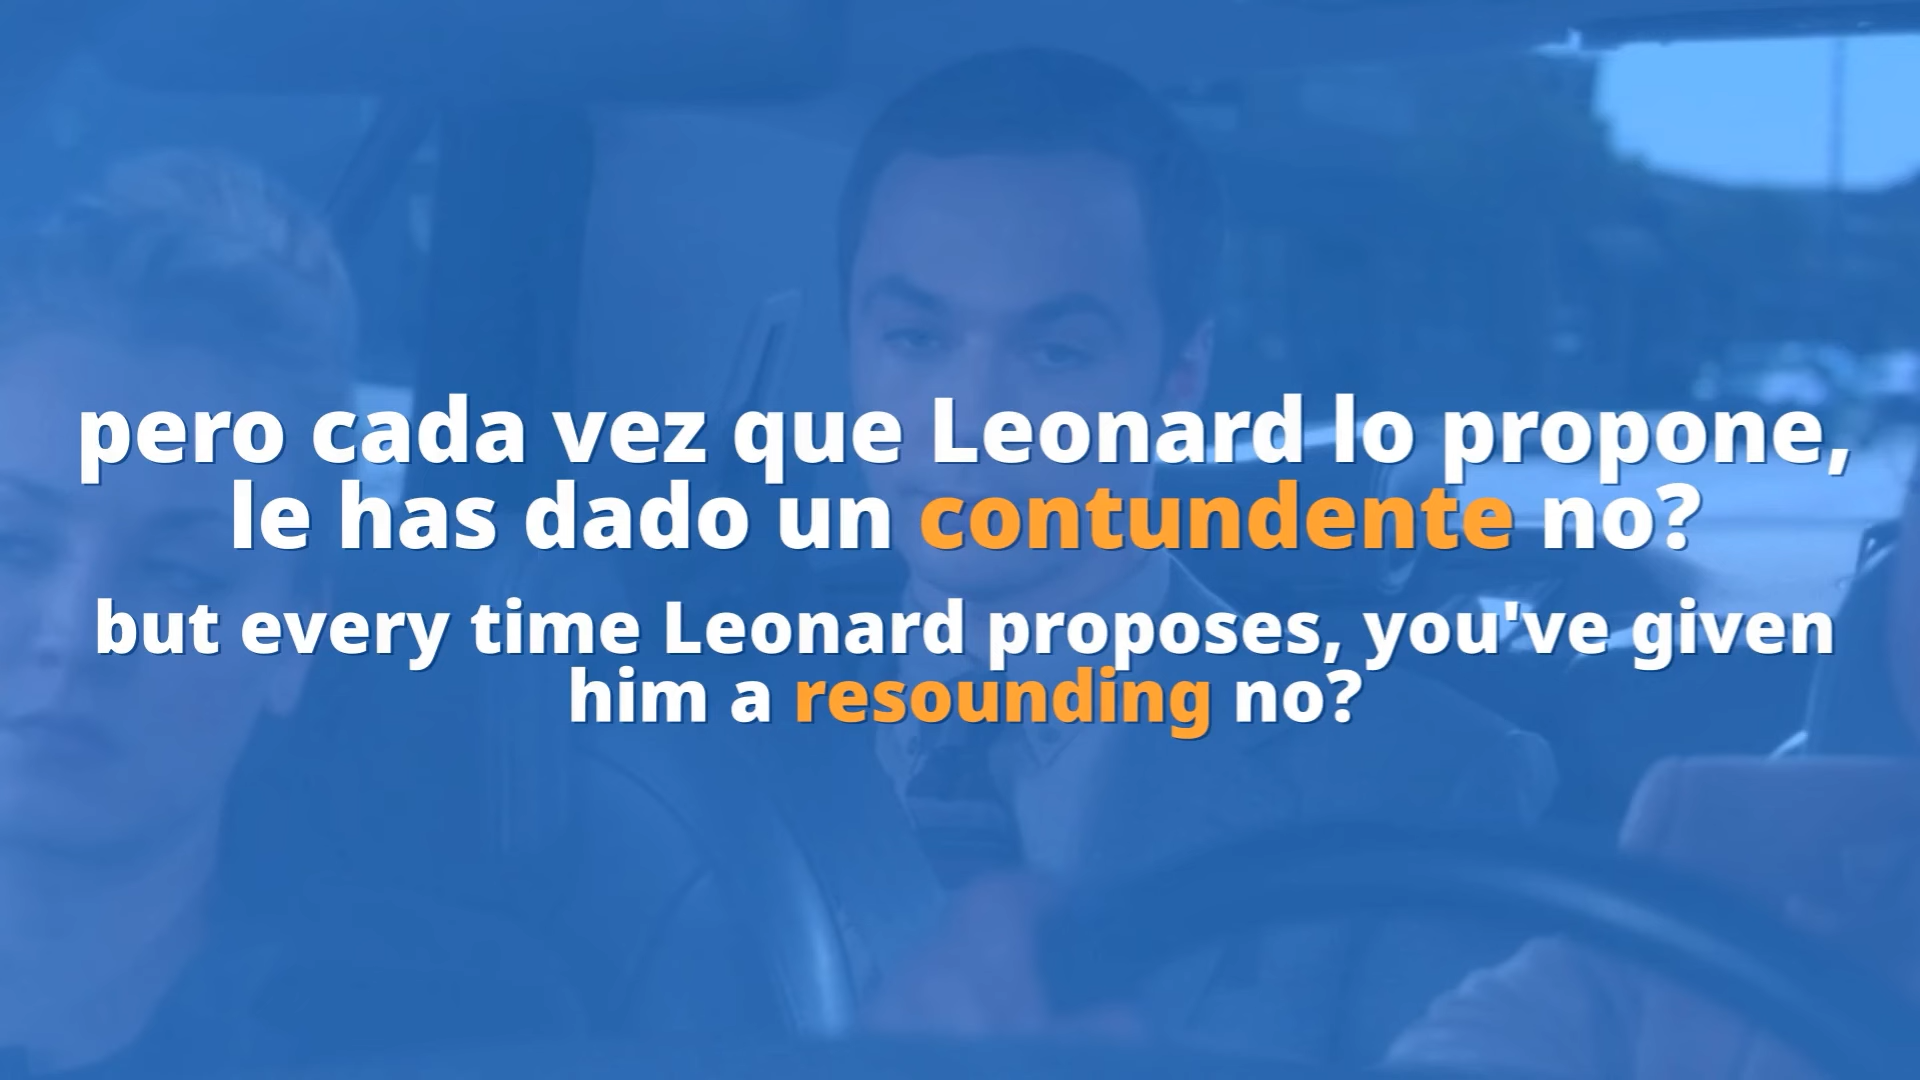 pero cada vez que Leonard lo propone,
le has dado un contundente no?
but every time Leonard proposes, you've given
him a resounding no?